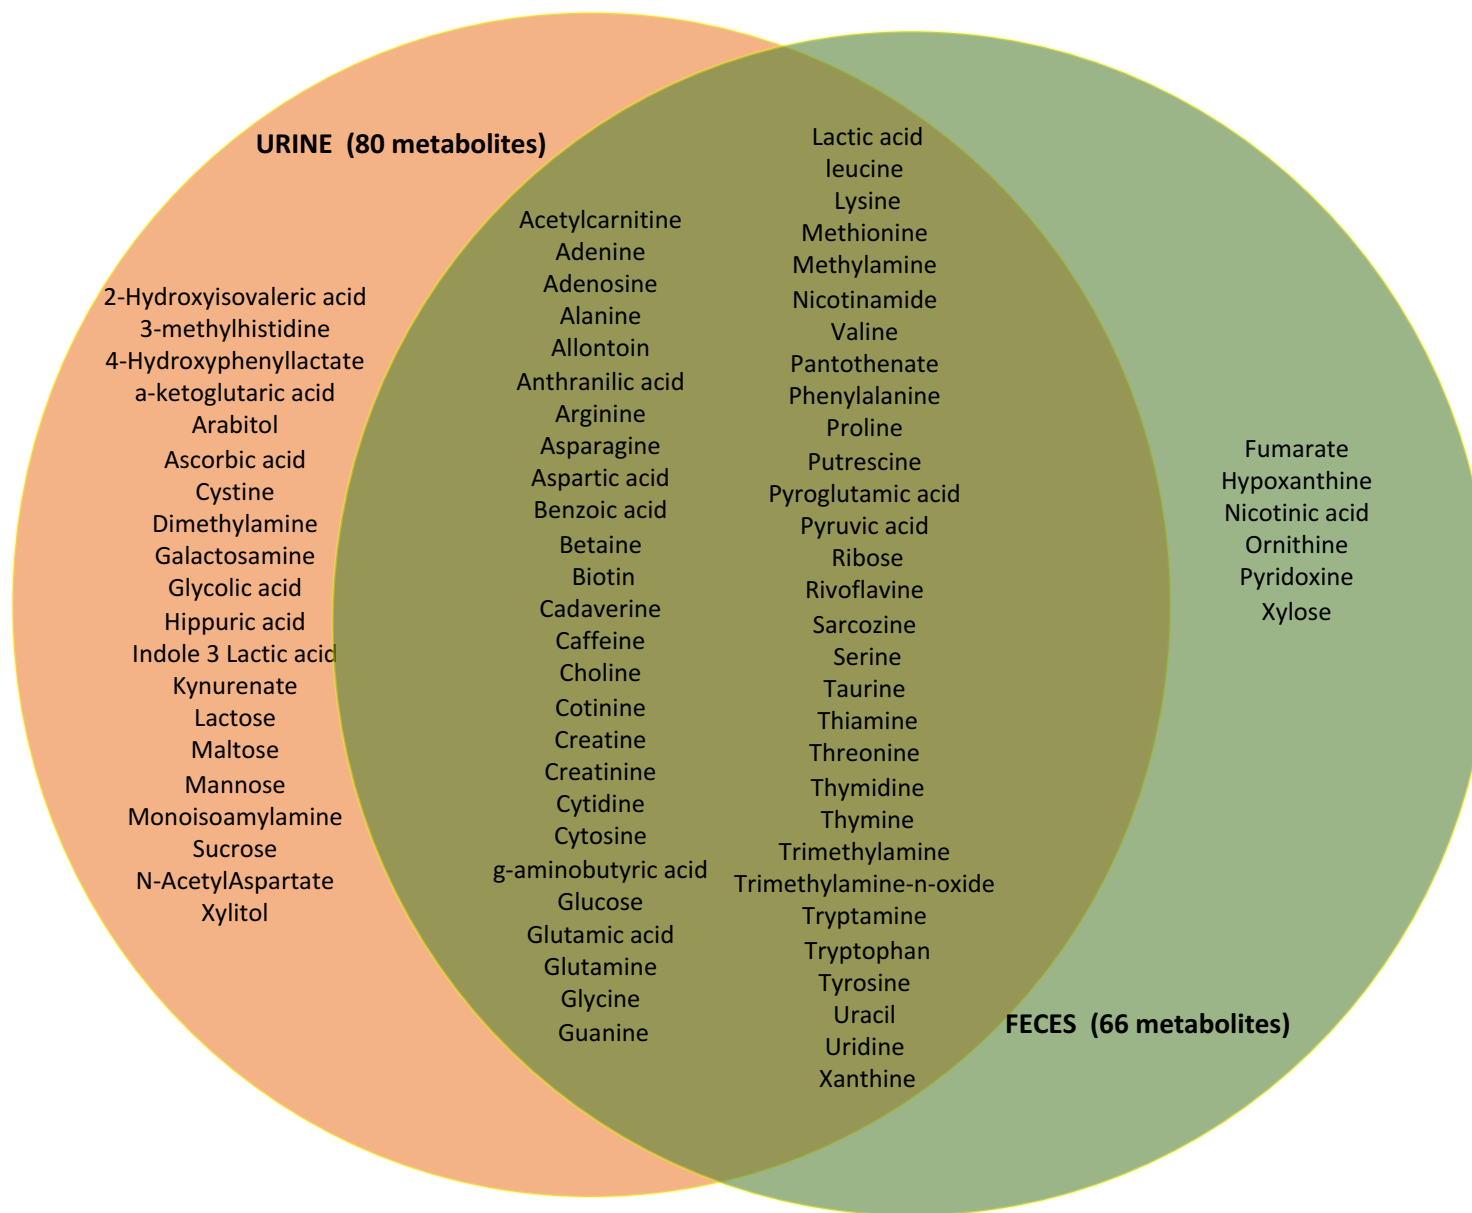 URINE (80 metabolites)
2-Hydroxyisovaleric acid
3-methylhistidine
4-Hydroxyphenyllactate
a-ketoglutaric acid
Arabitol
Ascorbic acid
Cystine
Dimethylamine
Galactosamine
Glycolic acid
Hippuric acid
Indole 3 Lactic acid
Kynurenate
Lactose
Maltose
Mannose
Monoisoamylamine
Sucrose
N-AcetylAspartate
Xylitol
Acetylcarnitine
Adenine
Adenosine
Alanine
Allontoin
Anthranilic acid
Arginine
Asparagine
Aspartic acid
Benzoic acid
Betaine
Biotin
Cadaverine
Caffeine
Choline
Cotinine
Creatine
Creatinine
Cytidine
Cytosine
g-aminobutyric acid
Glucose
Glutamic acid
Glutamine
Glycine
Guanine
Lactic acid
leucine
Lysine
Methionine
Methylamine
Nicotinamide
Valine
Pantothenate
Phenylalanine
Proline
Putrescine
Pyroglutamic acid
Pyruvic acid
Ribose
Rivoflavine
Sarcozine
Serine
Taurine
Thiamine
Threonine
Thymidine
Thymine
Trimethylamine
Trimethylamine-n-oxide
Tryptamine
Tryptophan
Tyrosine
Uracil
Uridine
Xanthine
Fumarate
Hypoxanthine
Nicotinic acid
Ornithine
Pyridoxine
Xylose
FECES (66 metabolites)